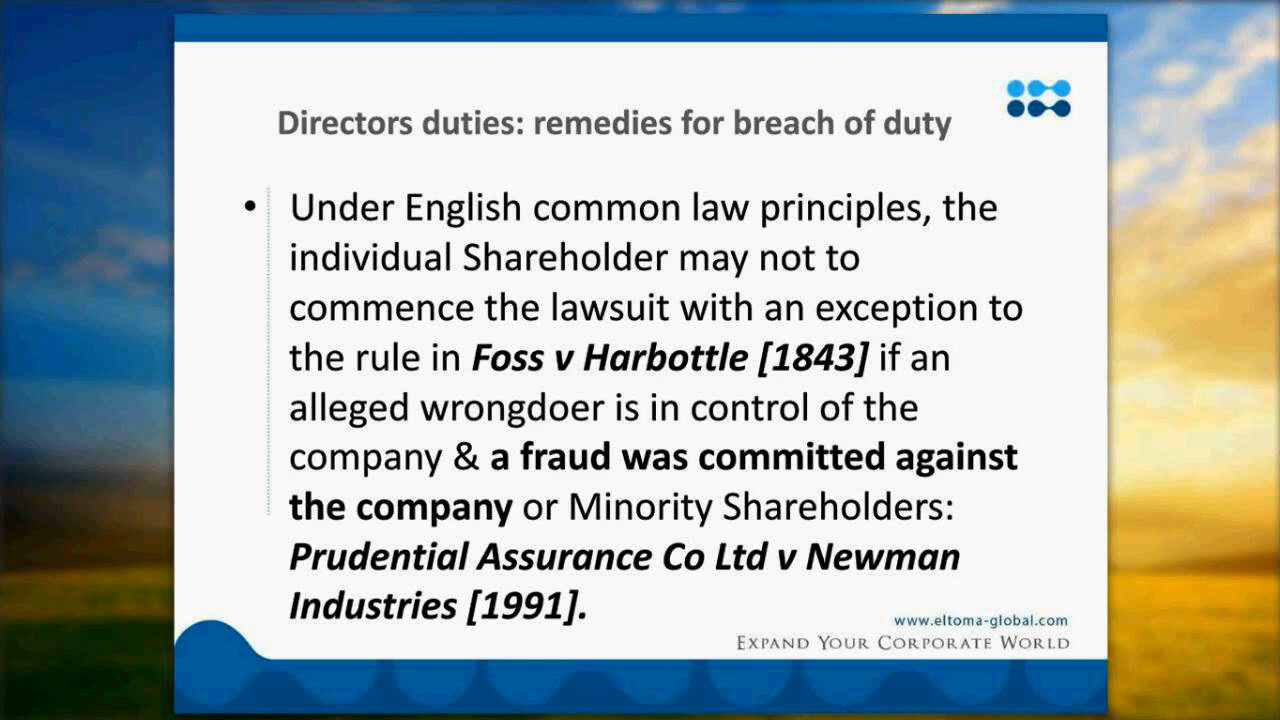 Directors duties: remedies for breach of duty
• Under English common law principles, the
individual Shareholder may not to
commence the lawsuit with an exception to
the rule in Foss v Harbottle [1843] if an
alleged wrongdoer is in control of the
company & a fraud was committed against
the company or Minority Shareholders:
Prudential Assurance Co Ltd v Newman
Industries [1991].
www.eltoma-global.com
EXPAND YOUR CORPORATE WORLD